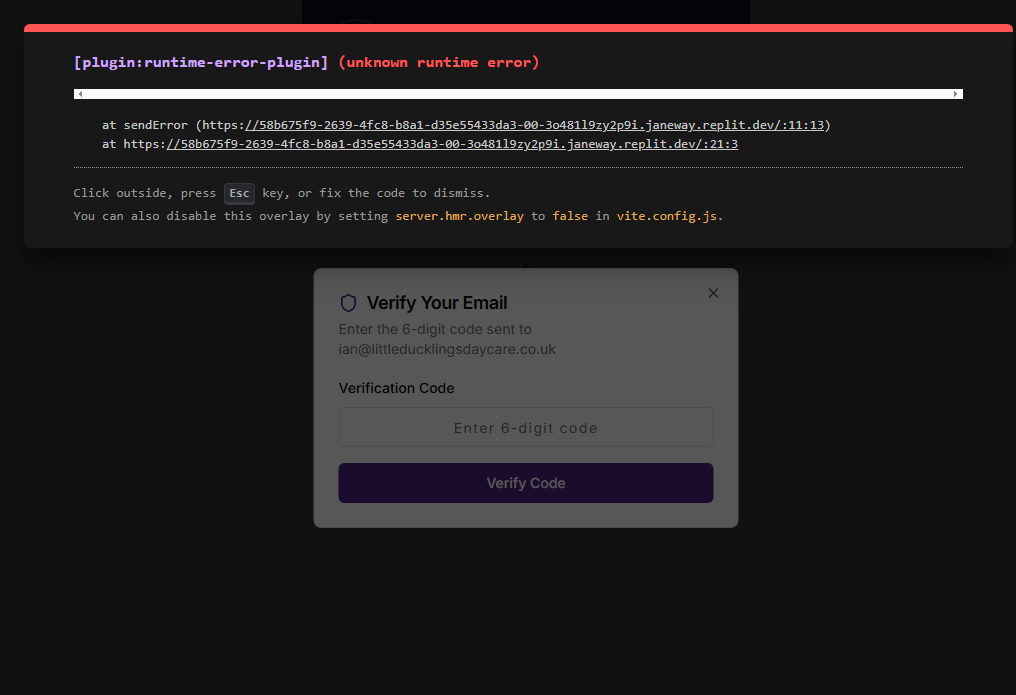 [plugin:runtime-error-plugin] (unknown runtime error)
at sendError (https://58b675f9-2639-4fc8-b8a1-d35e55433da3-00-3o481l9zy2p9i.janeway.replit.dev/:11:13)
at https://58b675f9-2639-4fc8-b8a1-d35e55433da3-00-3o481l9zy2p9i.janeway.replit.dev/:21:3
Click outside, press Esc key, or fix the code to dismiss.
You can also disable this overlay by setting server.hmr.overlay to false in vite.config.js.
Verify Your Email
Enter the 6-digit code sent to
ian@littleducklingsdaycare.co.uk
Verification Code
Enter 6-digit code
Verify Code